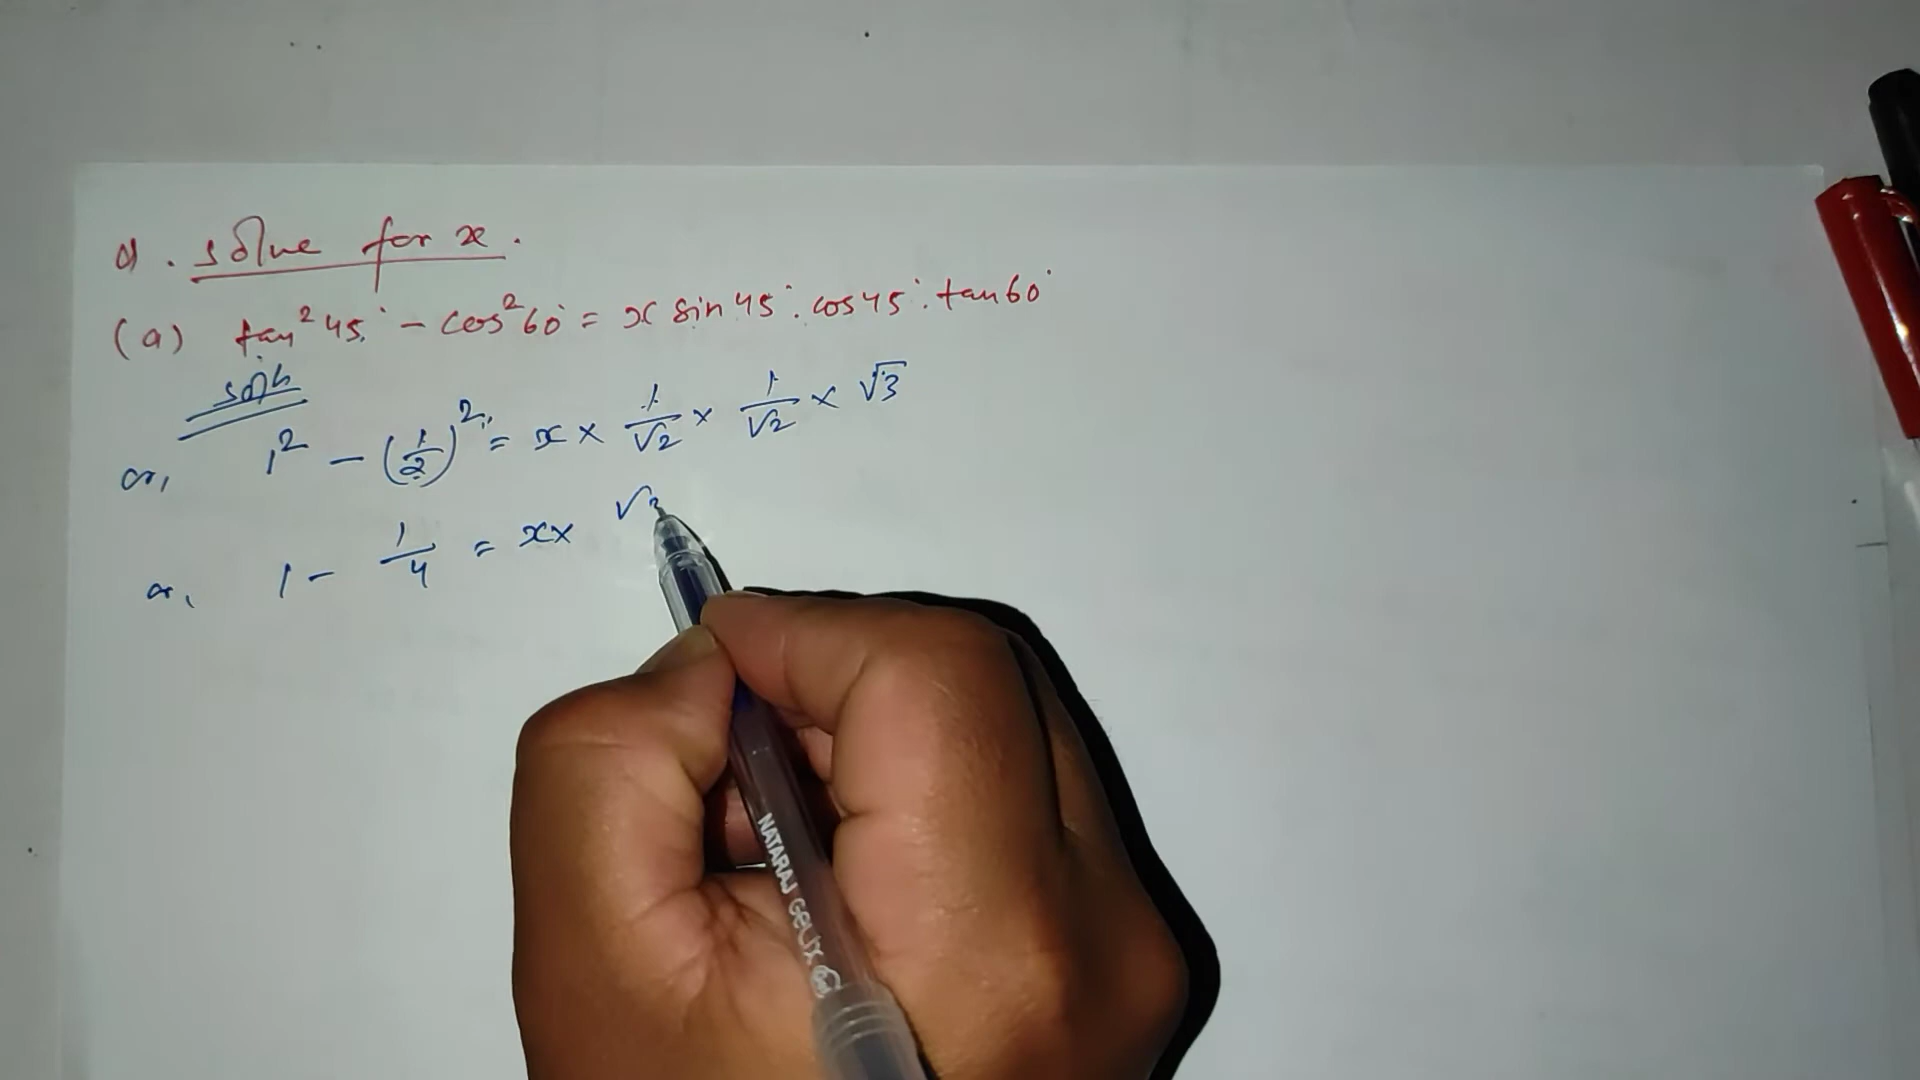 Q. Solve for x.
(a) tan²45° - cos²60° = x sin45°. cos45°. tan60°
solⁿ
or, 1² - (1/2)² = x × 1/√2 × 1/√2 × √3
or, 1 - 1/4 = x × √3
NATARAJ GELIX